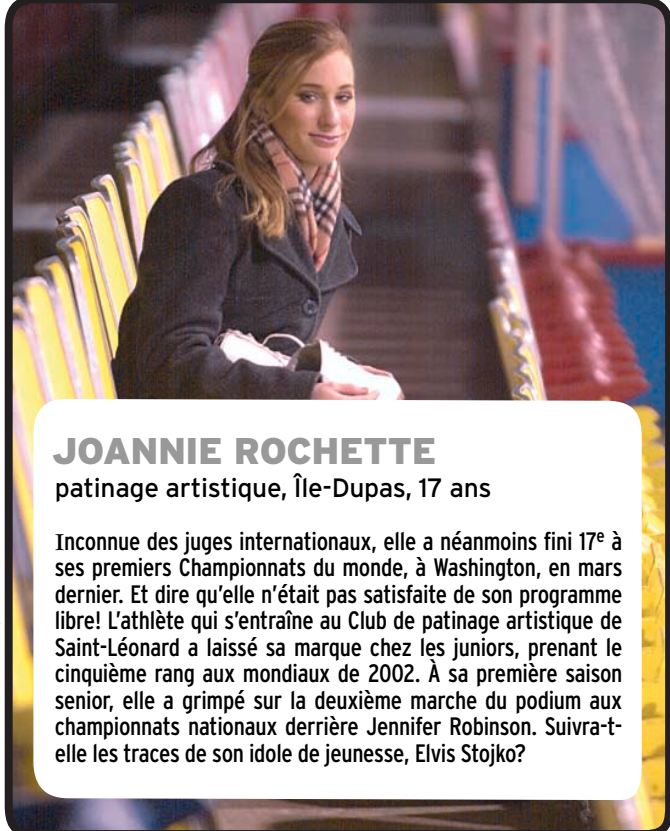 JOANNIE ROCHETTE
patinage artistique, Île-Dupas, 17 ans
Inconnue des juges internationaux, elle a néanmoins fini 17e à
ses premiers Championnats du monde, à Washington, en mars
dernier. Et dire qu'elle n'était pas satisfaite de son programme
libre! L'athlète qui s'entraîne au Club de patinage artistique de
Saint-Léonard a laissé sa marque chez les juniors, prenant le
cinquième rang aux mondiaux de 2002. À sa première saison
senior, elle a grimpé sur la deuxième marche du podium aux
championnats nationaux derrière Jennifer Robinson. Suivra-t-
elle les traces de son idole de jeunesse, Elvis Stojko?